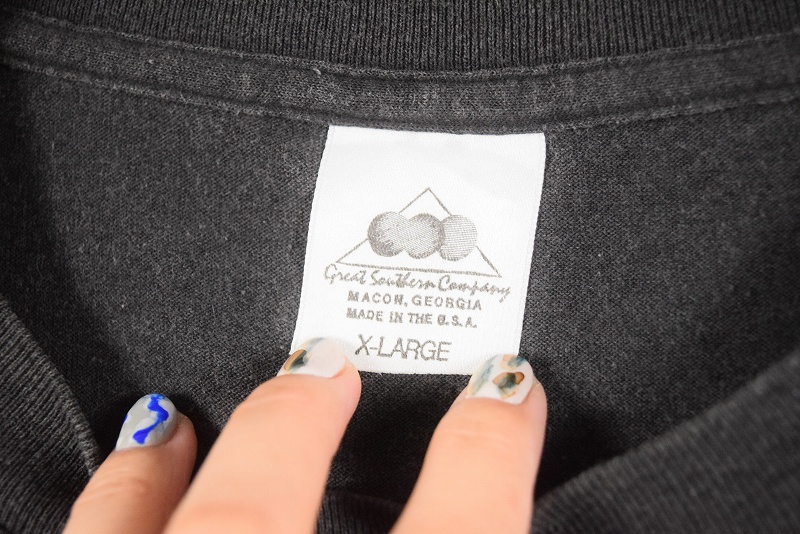 Great Southern Company
MACON, GEORGIA
MADE IN THE U.S.A.
X-LARGE